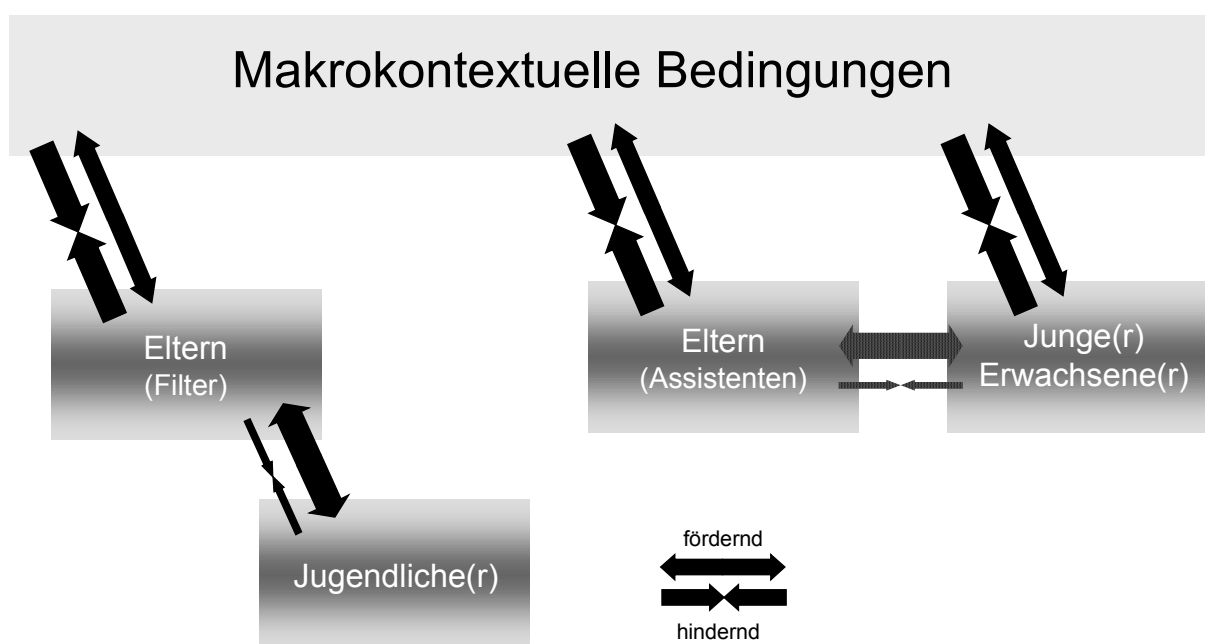 Makrokontextuelle Bedingungen
Eltern
(Filter)
Eltern
(Assistenten)
Junge(r)
Erwachsene(r)
Jugendliche(r)
fördernd
hindernd